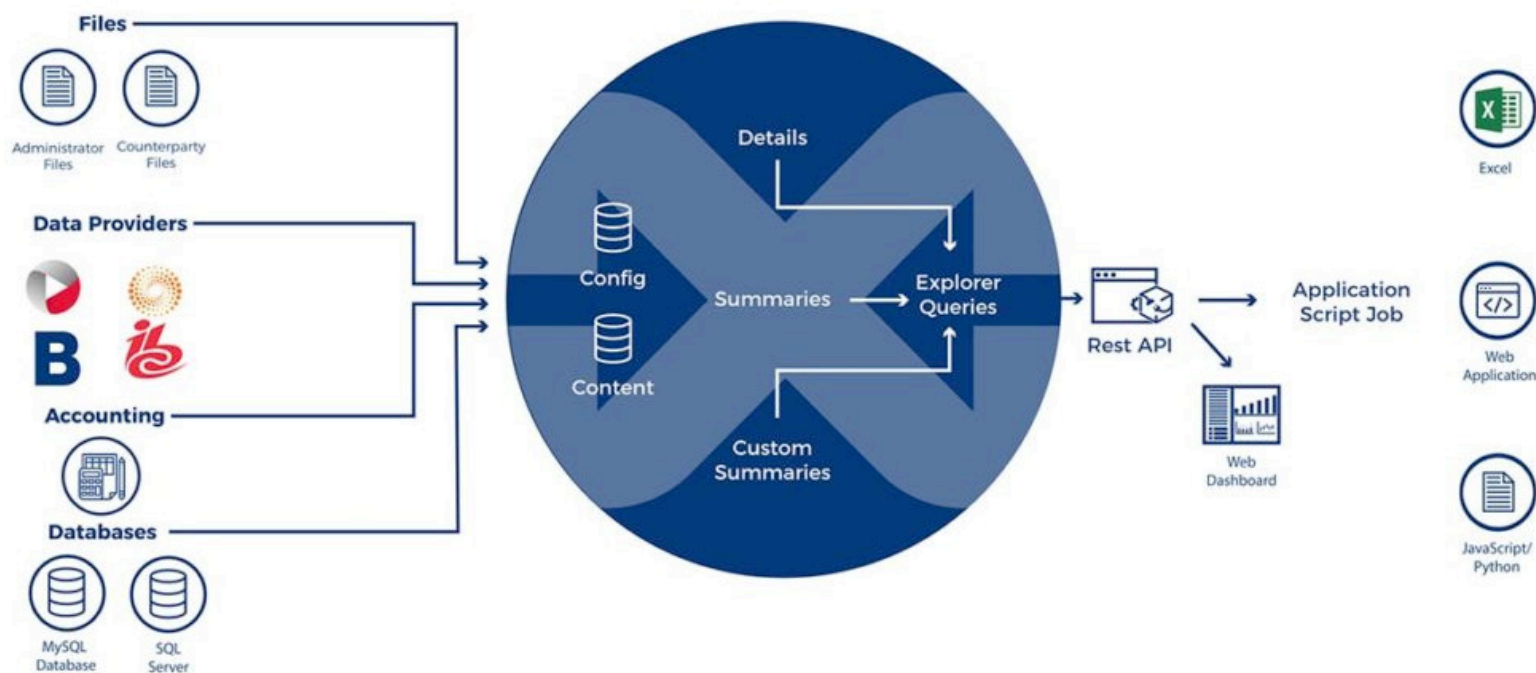 Files
Administrator
Files
Counterparty
Files
Data Providers
B
Accounting
Databases
MySQL
Database
SQL
Server
Details
Config
Summaries
Explorer
Queries
Content
Custom
Summaries
Rest API
Application
Script Job
Web
Dashboard
X
Excel
</>
Web
Application
JavaScript/
Python